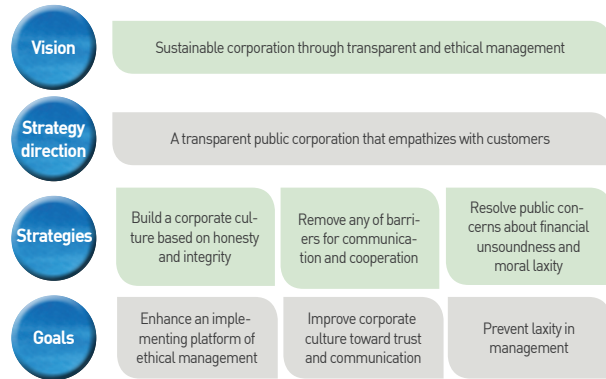 Vision
Sustainable corporation through transparent and ethical management
Strategy
direction
A transparent public corporation that empathizes with customers
Strategies
Build a corporate cul-
ture based on honesty
and integrity
Remove any of barri-
ers for communica-
tion and cooperation
Resolve public con-
cerns about financial
unsoundness and
moral laxity
Goals
Enhance an imple-
menting platform of
ethical management
Improve corporate
culture toward trust
and communication
Prevent laxity in
management